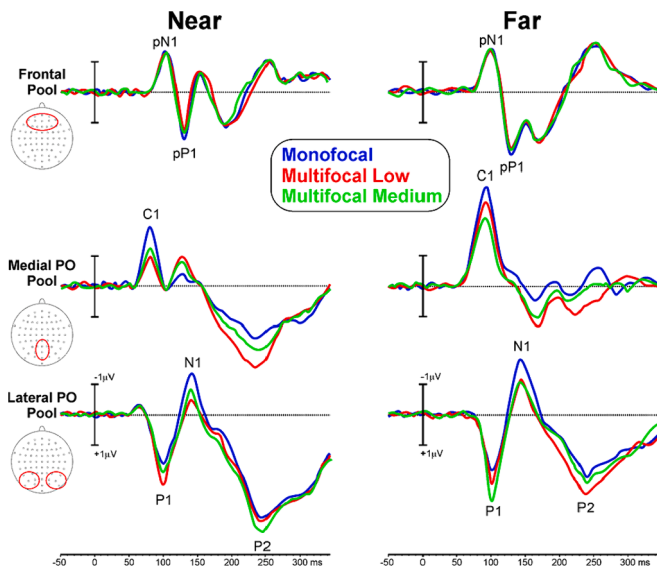 Near
Far
Frontal
Pool
pN1
pP1
pN1
pP1
Monofocal
Multifocal Low
Multifocal Medium
Medial PO
Pool
C1
C1
Lateral PO
Pool
-1µV
+1µV
N1
P1
P2
-1µV
+1µV
N1
P1
P2
-50 0 50 100 150 200 250 300 ms
-50 0 50 100 150 200 250 300 ms